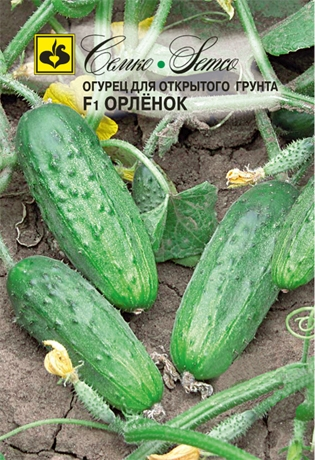 Семко • Semco
ОГУРЕЦ ДЛЯ ОТКРЫТОГО ГРУНТА
F1 ОРЛЁНОК